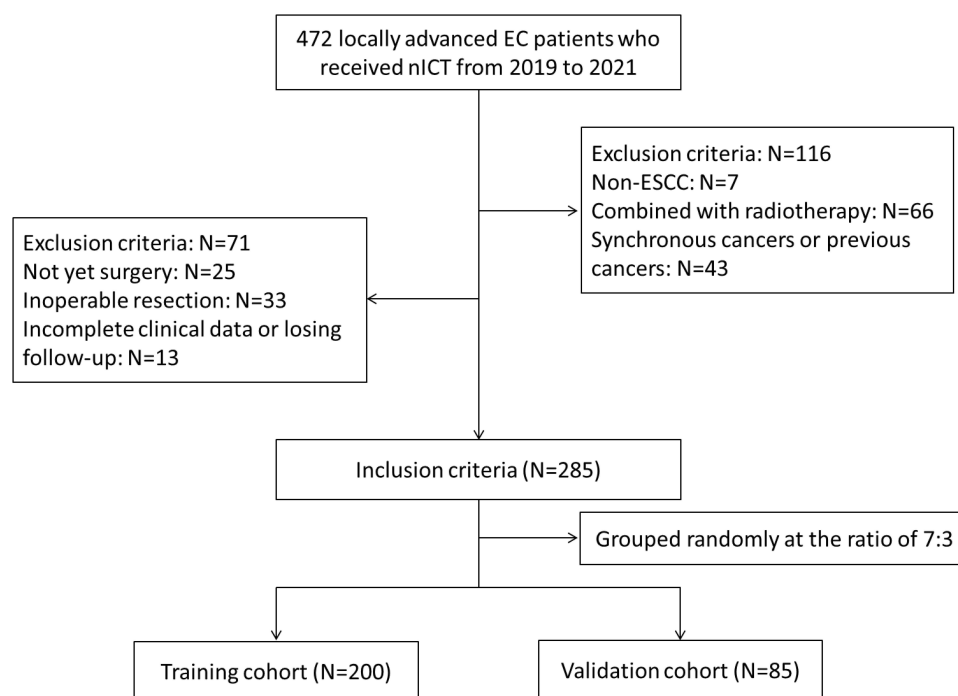 472 locally advanced EC patients who
received nICT from 2019 to 2021
Exclusion criteria: N=116
Non-ESCC: N=7
Combined with radiotherapy: N=66
Synchronous cancers or previous
cancers: N=43
Exclusion criteria: N=71
Not yet surgery: N=25
Inoperable resection: N=33
Incomplete clinical data or losing
follow-up: N=13
Inclusion criteria (N=285)
Grouped randomly at the ratio of 7:3
Training cohort (N=200)
Validation cohort (N=85)